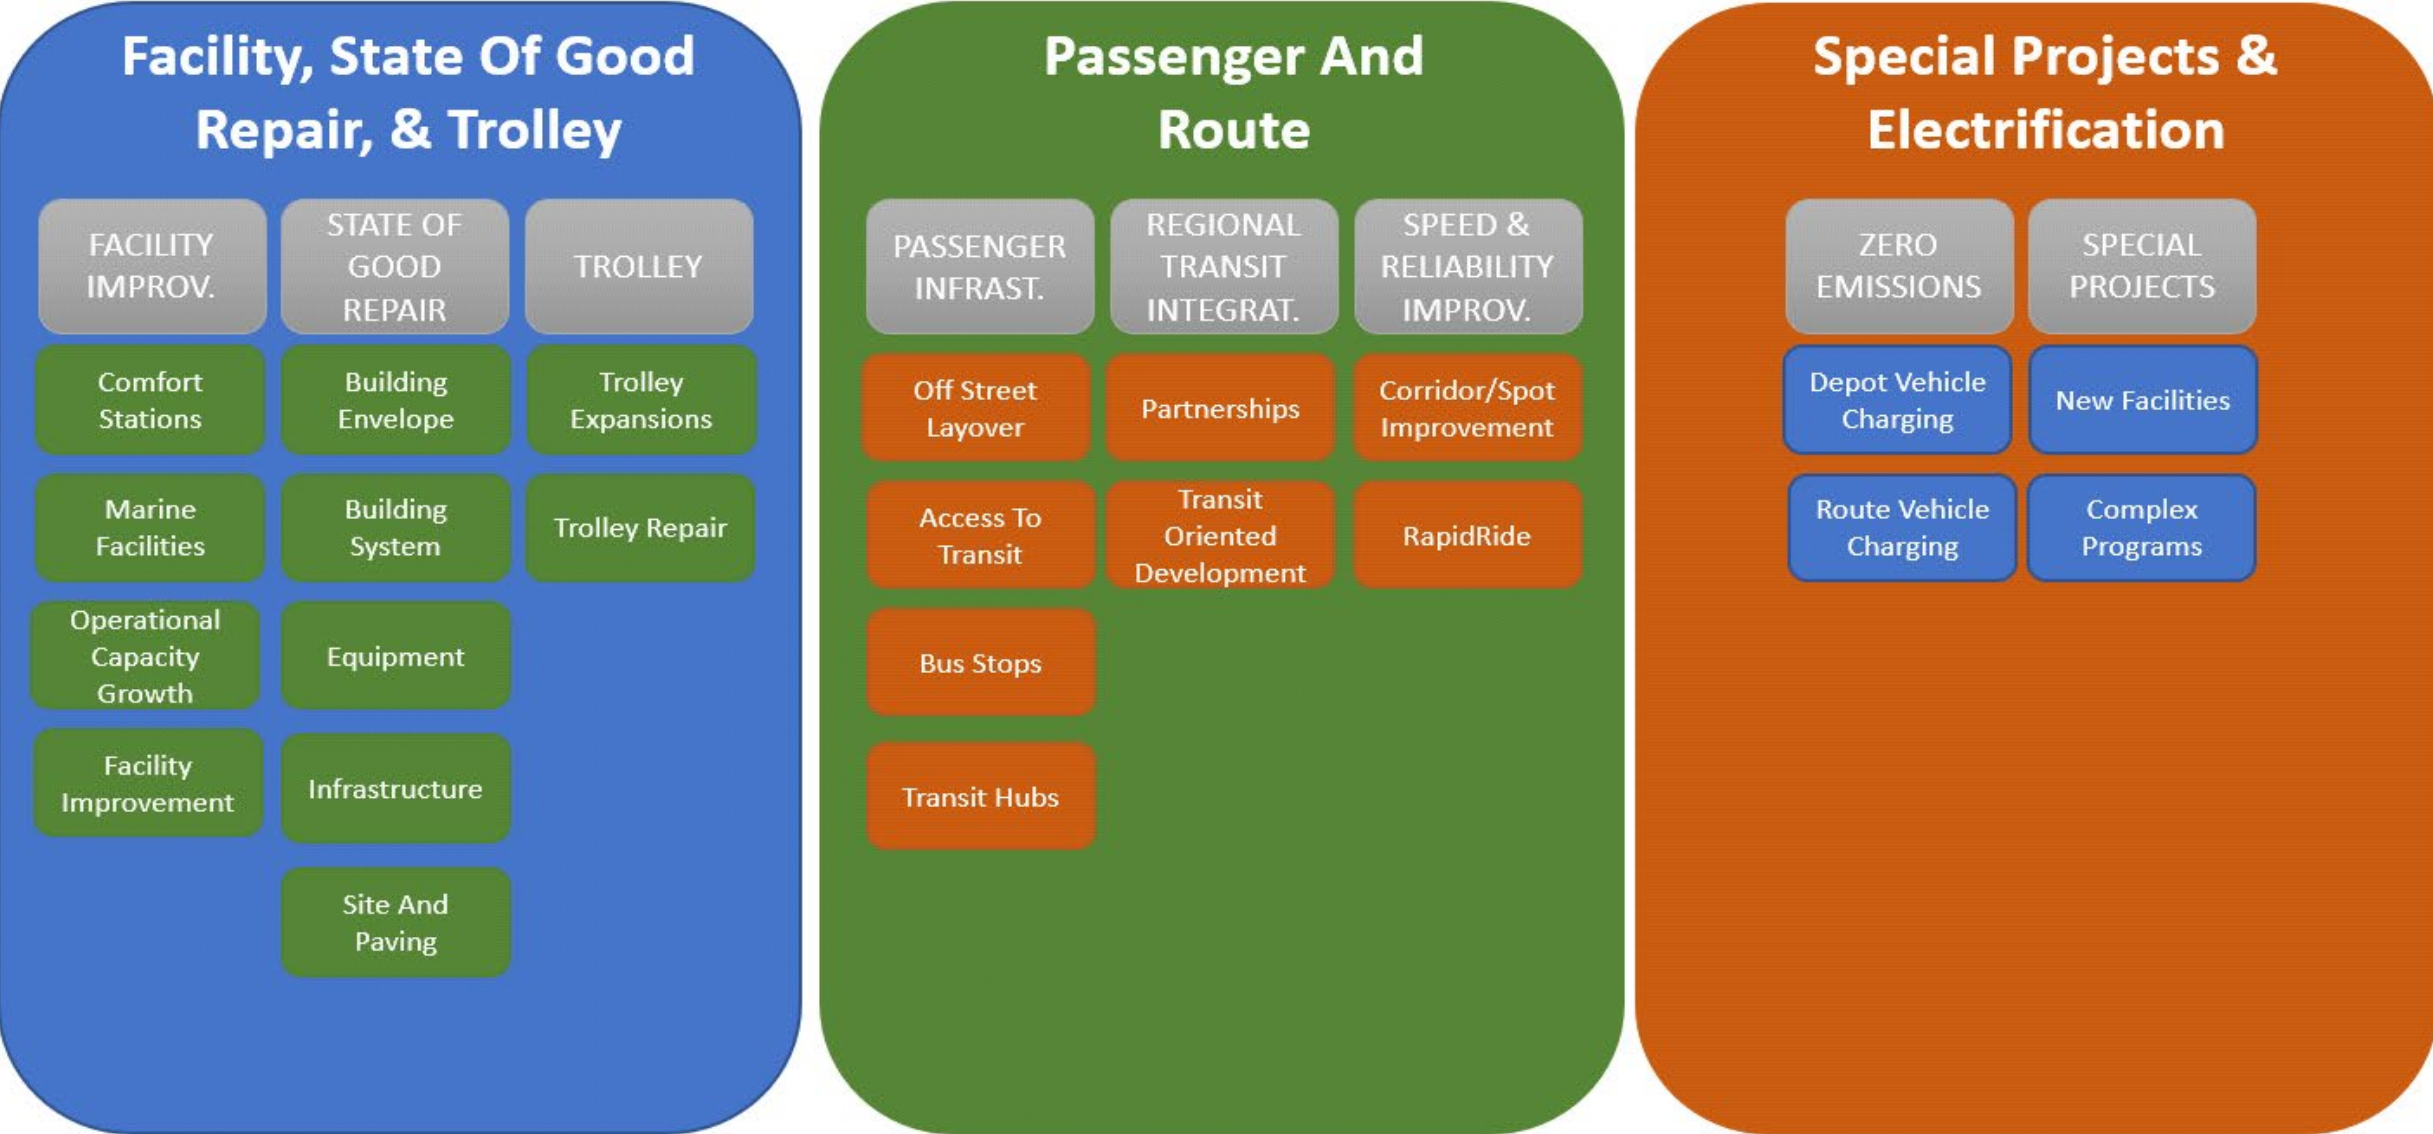 Facility, State Of Good
Repair, & Trolley
FACILITY
IMPROV.
Comfort
Stations
Marine
Facilities
Operational
Capacity
Growth
Facility
Improvement
STATE OF
GOOD
REPAIR
Building
Envelope
Building
System
Equipment
Infrastructure
Site And
Paving
TROLLEY
Trolley
Expansions
Trolley Repair
Passenger And
Route
PASSENGER
INFRAST.
Off Street
Layover
Access To
Transit
Bus Stops
Transit Hubs
REGIONAL
TRANSIT
INTEGRAT.
Partnerships
Transit
Oriented
Development
SPEED &
RELIABILITY
IMPROV.
Corridor/Spot
Improvement
RapidRide
Special Projects &
Electrification
ZERO
EMISSIONS
Depot Vehicle
Charging
Route Vehicle
Charging
SPECIAL
PROJECTS
New Facilities
Complex
Programs